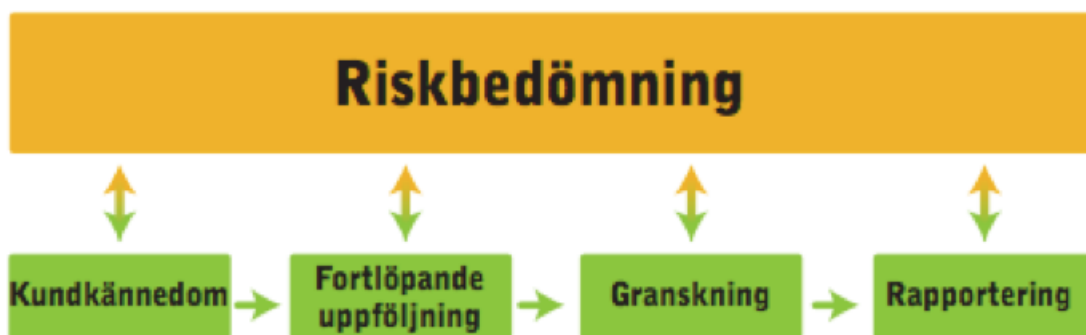 Riskbedömning
Kundkännedom
Fortlöpande
uppföljning
Granskning
Rapportering